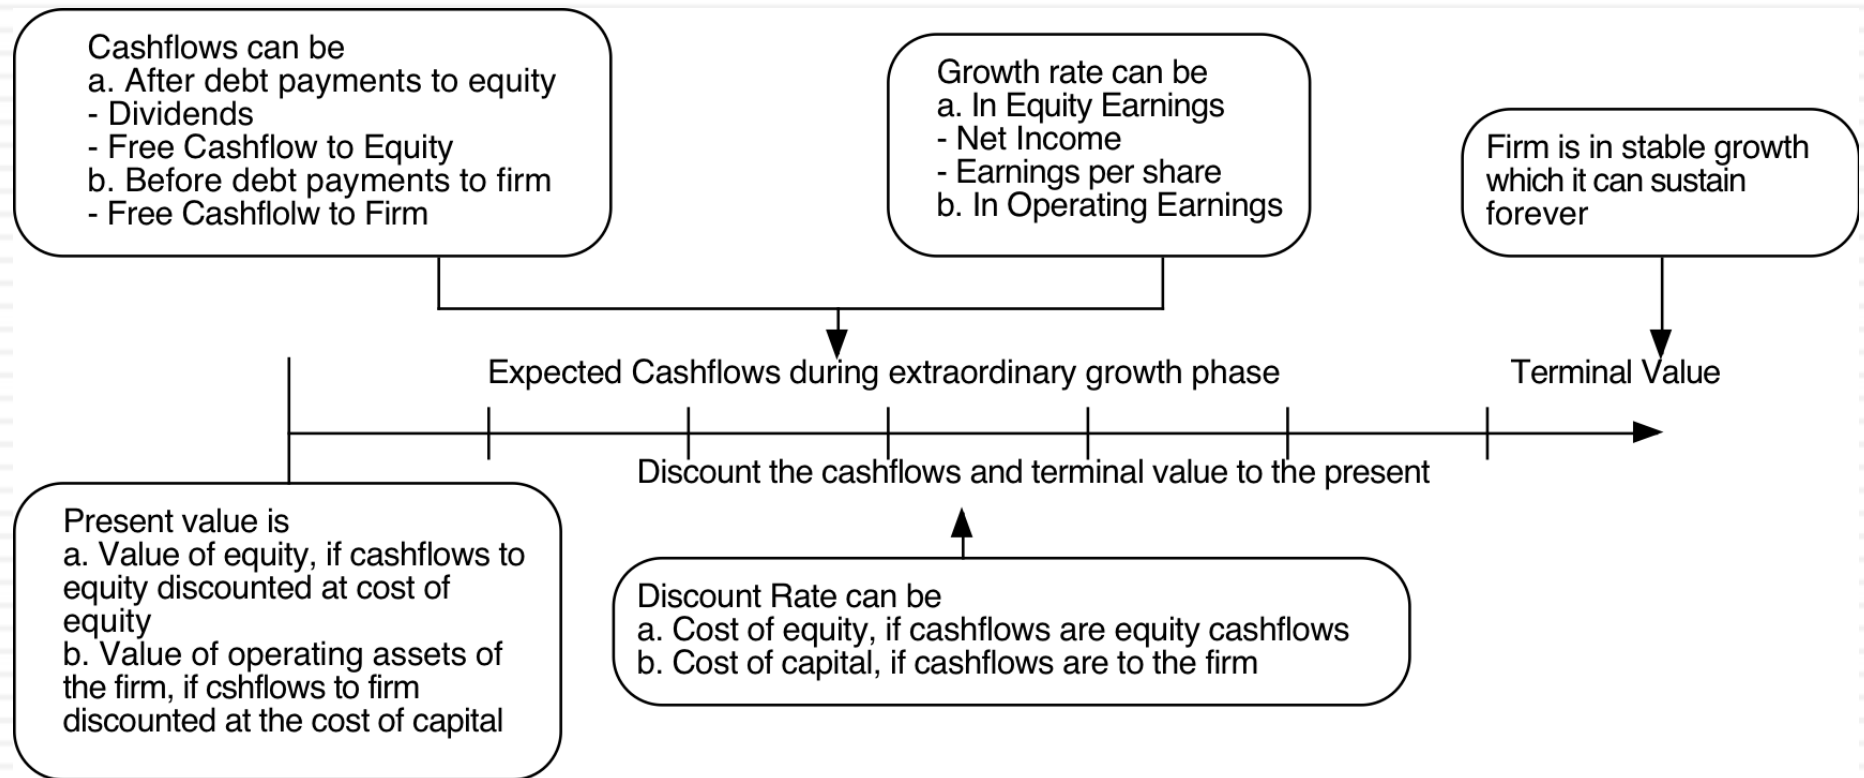 Cashflows can be
a. After debt payments to equity
- Dividends
- Free Cashflow to Equity
b. Before debt payments to firm
- Free Cashflolw to Firm
Growth rate can be
a. In Equity Earnings
- Net Income
- Earnings per share
b. In Operating Earnings
Firm is in stable growth
which it can sustain
forever
Expected Cashflows during extraordinary growth phase
Terminal Value
Discount the cashflows and terminal value to the present
Present value is
a. Value of equity, if cashflows to
equity discounted at cost of
equity
b. Value of operating assets of
the firm, if cshflows to firm
discounted at the cost of capital
Discount Rate can be
a. Cost of equity, if cashflows are equity cashflows
b. Cost of capital, if cashflows are to the firm